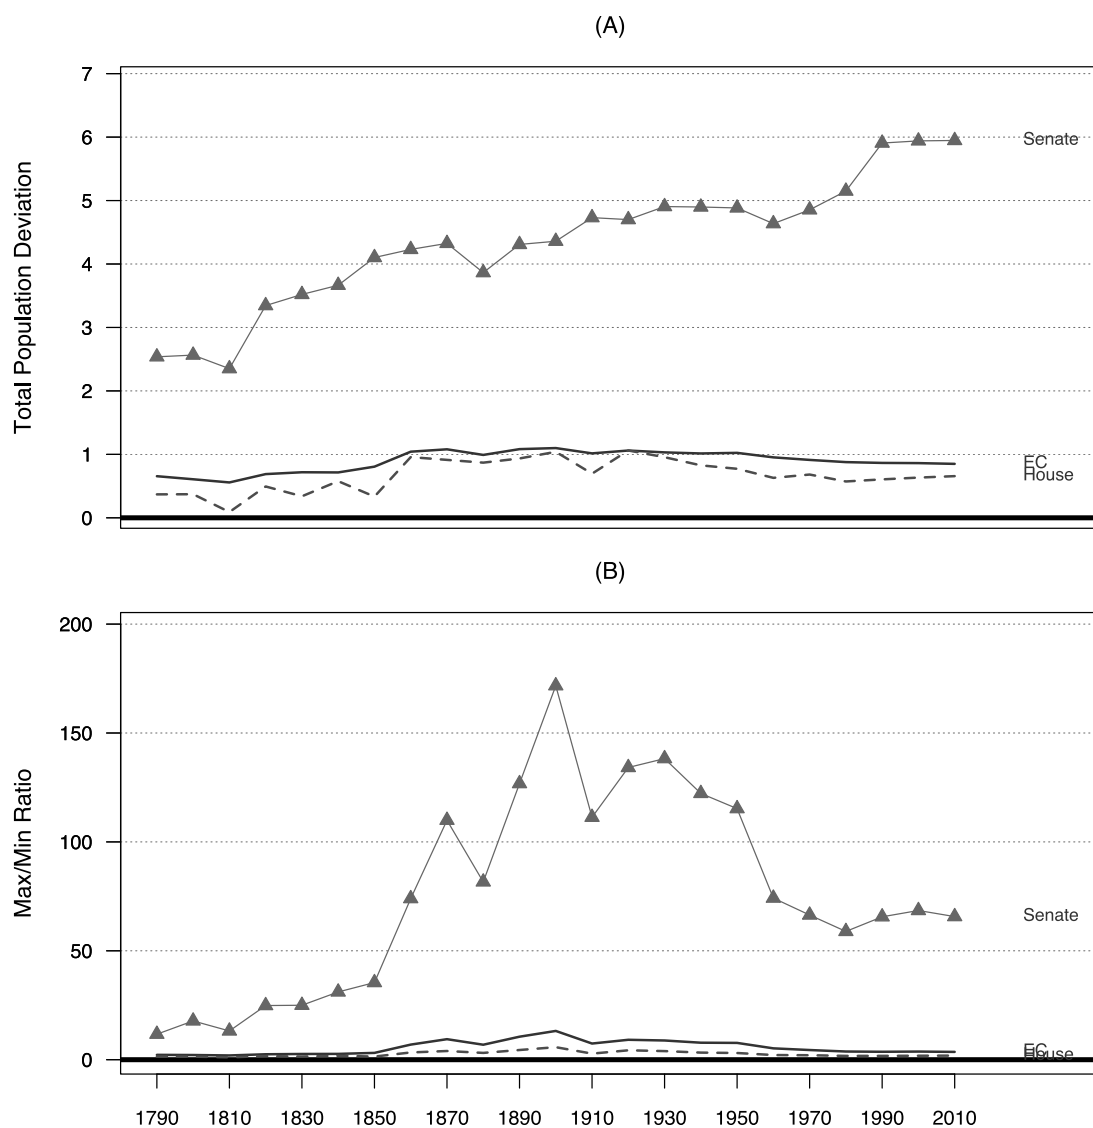 (A)
Total Population Deviation
7
6
5
4
3
2
1
0
Senate
EC
House
(B)
Max/Min Ratio
200
150
100
50
0
Senate
EC
House
1790 1810 1830 1850 1870 1890 1910 1930 1950 1970 1990 2010